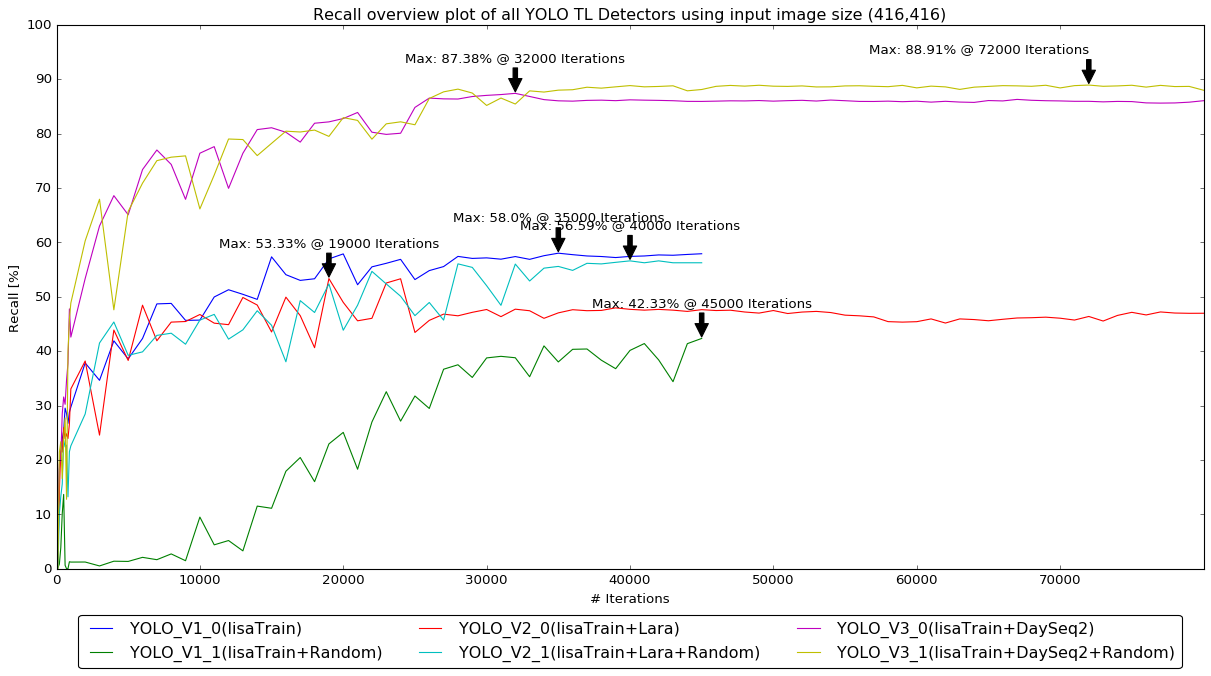 Recall overview plot of all YOLO TL Detectors using input image size (416,416)
100
90
80
70
60
50
40
30
20
10
0
Recall [%]
Max: 87.38% @ 32000 Iterations
Max: 88.91% @ 72000 Iterations
Max: 58.0% @ 35000 Iterations
Max: 56.59% @ 40000 Iterations
Max: 53.33% @ 19000 Iterations
Max: 42.33% @ 45000 Iterations
0 10000 20000 30000 40000 50000 60000 70000
# Iterations
YOLO_V1_0(lisaTrain) YOLO_V2_0(lisaTrain+Lara) YOLO_V3_0(lisaTrain+DaySeq2)
YOLO_V1_1(lisaTrain+Random) YOLO_V2_1(lisaTrain+Lara+Random) YOLO_V3_1(lisaTrain+DaySeq2+Random)